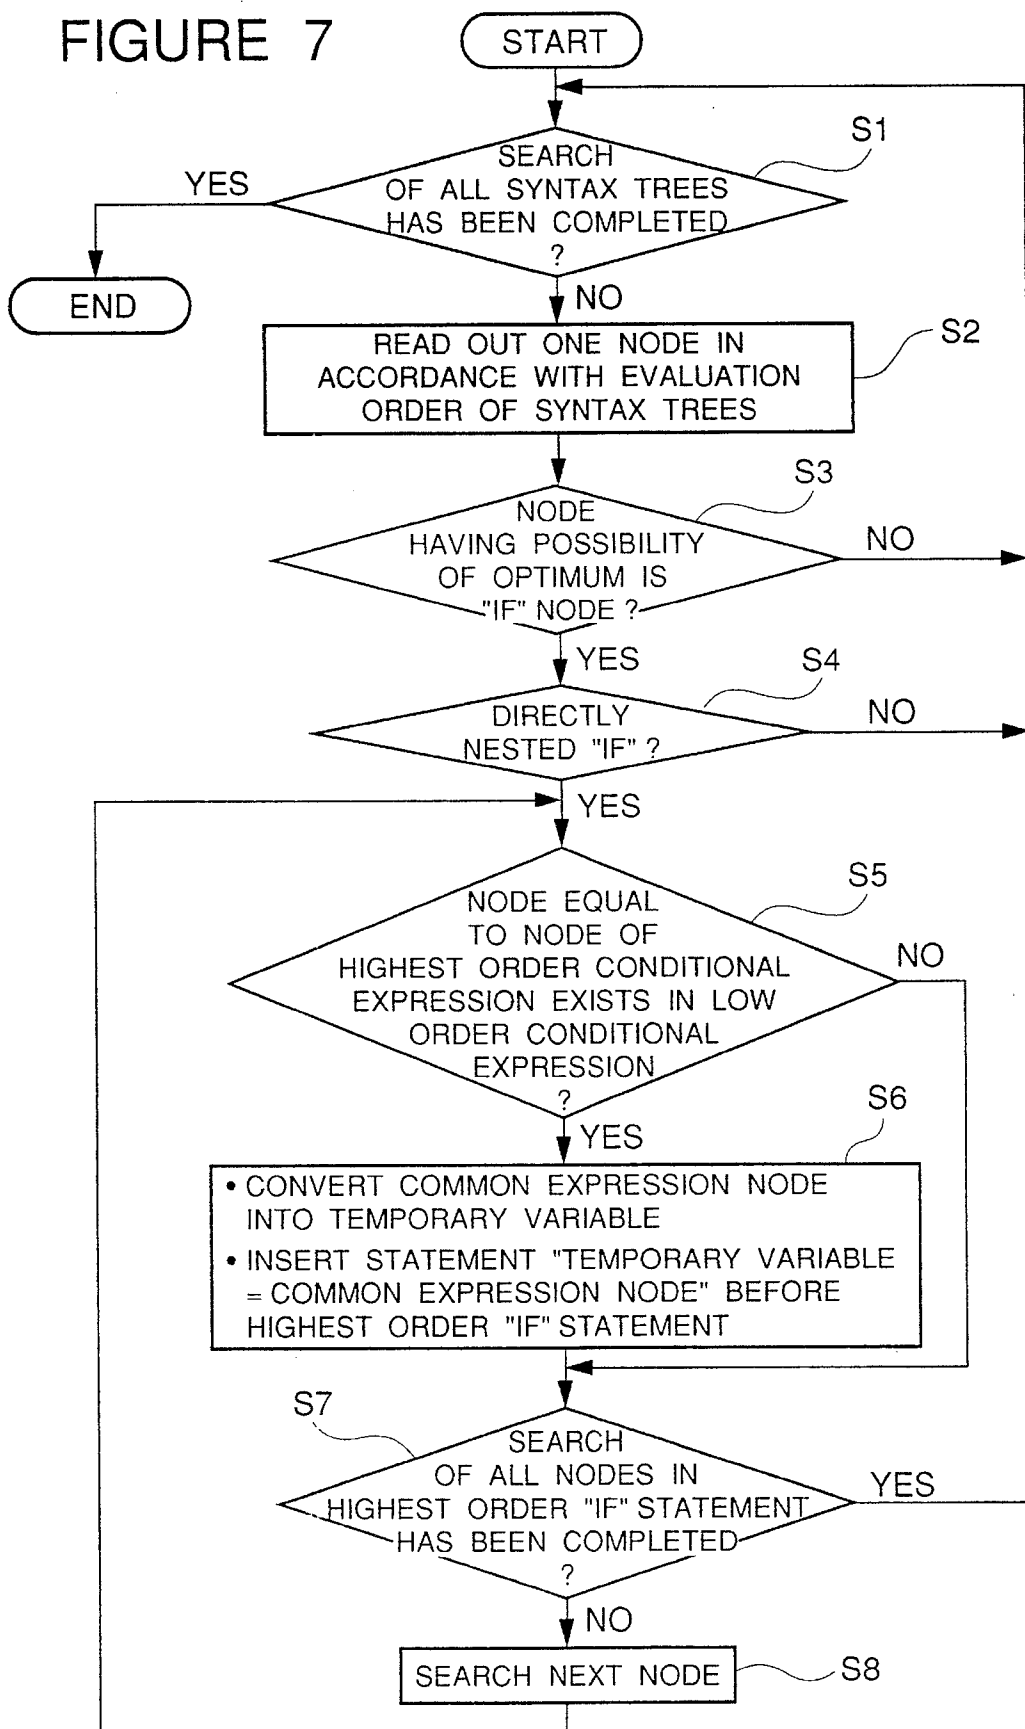 FIGURE 7
START
S1
SEARCH
OF ALL SYNTAX TREES
HAS BEEN COMPLETED
?
YES
END
NO
S2
READ OUT ONE NODE IN
ACCORDANCE WITH EVALUATION
ORDER OF SYNTAX TREES
S3
NODE
HAVING POSSIBILITY
OF OPTIMUM IS
"IF" NODE ?
NO
YES
S4
DIRECTLY
NESTED "IF" ?
NO
YES
S5
NODE EQUAL
TO NODE OF
HIGHEST ORDER CONDITIONAL
EXPRESSION EXISTS IN LOW
ORDER CONDITIONAL
EXPRESSION
?
NO
YES
S6
• CONVERT COMMON EXPRESSION NODE
INTO TEMPORARY VARIABLE
• INSERT STATEMENT "TEMPORARY VARIABLE
= COMMON EXPRESSION NODE" BEFORE
HIGHEST ORDER "IF" STATEMENT
S7
SEARCH
OF ALL NODES IN
HIGHEST ORDER "IF" STATEMENT
HAS BEEN COMPLETED
?
YES
NO
SEARCH NEXT NODE
S8